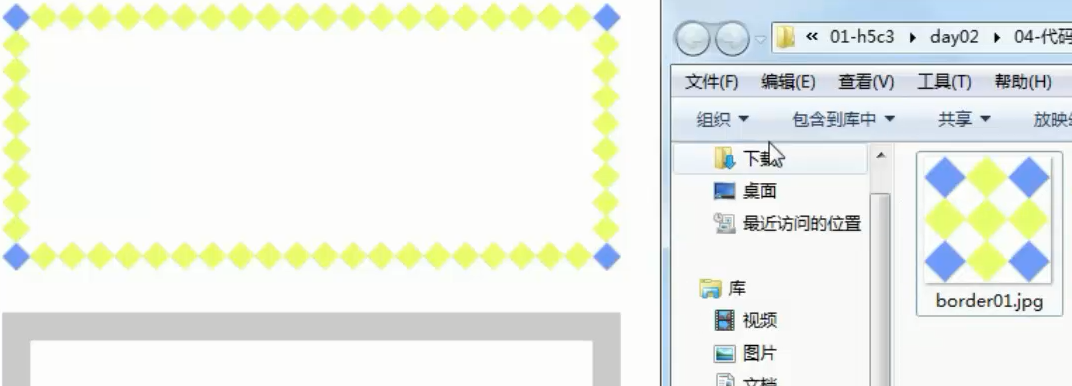 « 01-h5c3 ▸ day02 ▸ 04-代码
文件(F) 编辑(E) 查看(V) 工具(T) 帮助(H)
组织 包含到库中 共享 放映
下载
桌面
最近访问的位置
库
视频
图片
文档
border01.jpg